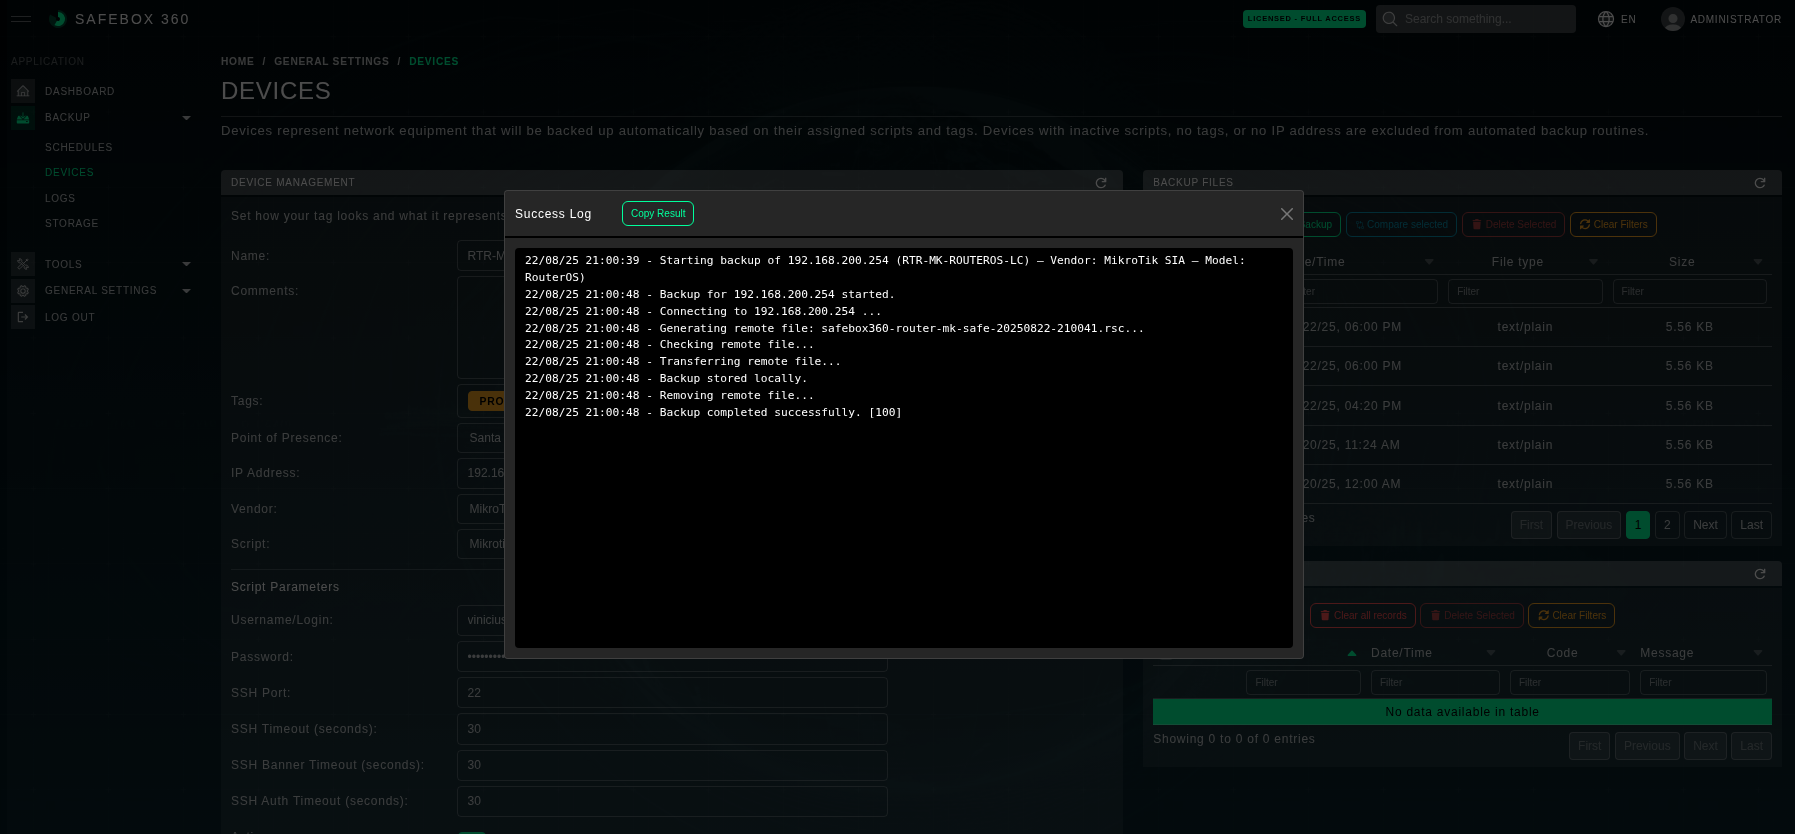 SAFEBOX 360
LICENSED - FULL ACCESS
Search something...
EN
ADMINISTRATOR
APPLICATION
DASHBOARD
BACKUP
SCHEDULES
DEVICES
LOGS
STORAGE
TOOLS
GENERAL SETTINGS
LOG OUT
HOME / GENERAL SETTINGS / DEVICES
DEVICES
Devices represent network equipment that will be backed up automatically based on their assigned scripts and tags. Devices with inactive scripts, no tags, or no IP address are excluded from automated backup routines.
DEVICE MANAGEMENT
Set how your tag looks and what it represents
Name:
RTR-M
Comments:
Tags:
PRO
Point of Presence:
Santa
IP Address:
192.16
Vendor:
MikroT
Script:
Mikroti
Script Parameters
Username/Login:
vinicius
Password:
SSH Port:
22
SSH Timeout (seconds):
30
SSH Banner Timeout (seconds):
30
SSH Auth Timeout (seconds):
30
Success Log
Copy Result
22/08/25 21:00:39 - Starting backup of 192.168.200.254 (RTR-MK-ROUTEROS-LC) — Vendor: MikroTik SIA — Model:
RouterOS)
22/08/25 21:00:48 - Backup for 192.168.200.254 started.
22/08/25 21:00:48 - Connecting to 192.168.200.254 ...
22/08/25 21:00:48 - Generating remote file: safebox360-router-mk-safe-20250822-210041.rsc...
22/08/25 21:00:48 - Checking remote file...
22/08/25 21:00:48 - Transferring remote file...
22/08/25 21:00:48 - Backup stored locally.
22/08/25 21:00:48 - Removing remote file...
22/08/25 21:00:48 - Backup completed successfully. [100]
BACKUP FILES
ackup
Compare selected
Delete Selected
Clear Filters
e/Time File type Size
ter Filter Filter
22/25, 06:00 PM text/plain 5.56 KB
22/25, 06:00 PM text/plain 5.56 KB
22/25, 04:20 PM text/plain 5.56 KB
20/25, 11:24 AM text/plain 5.56 KB
20/25, 12:00 AM text/plain 5.56 KB
es
First Previous 1 2 Next Last
Clear all records
Delete Selected
Clear Filters
Date/Time Code Message
Filter Filter Filter Filter
No data available in table
Showing 0 to 0 of 0 entries
First Previous Next Last